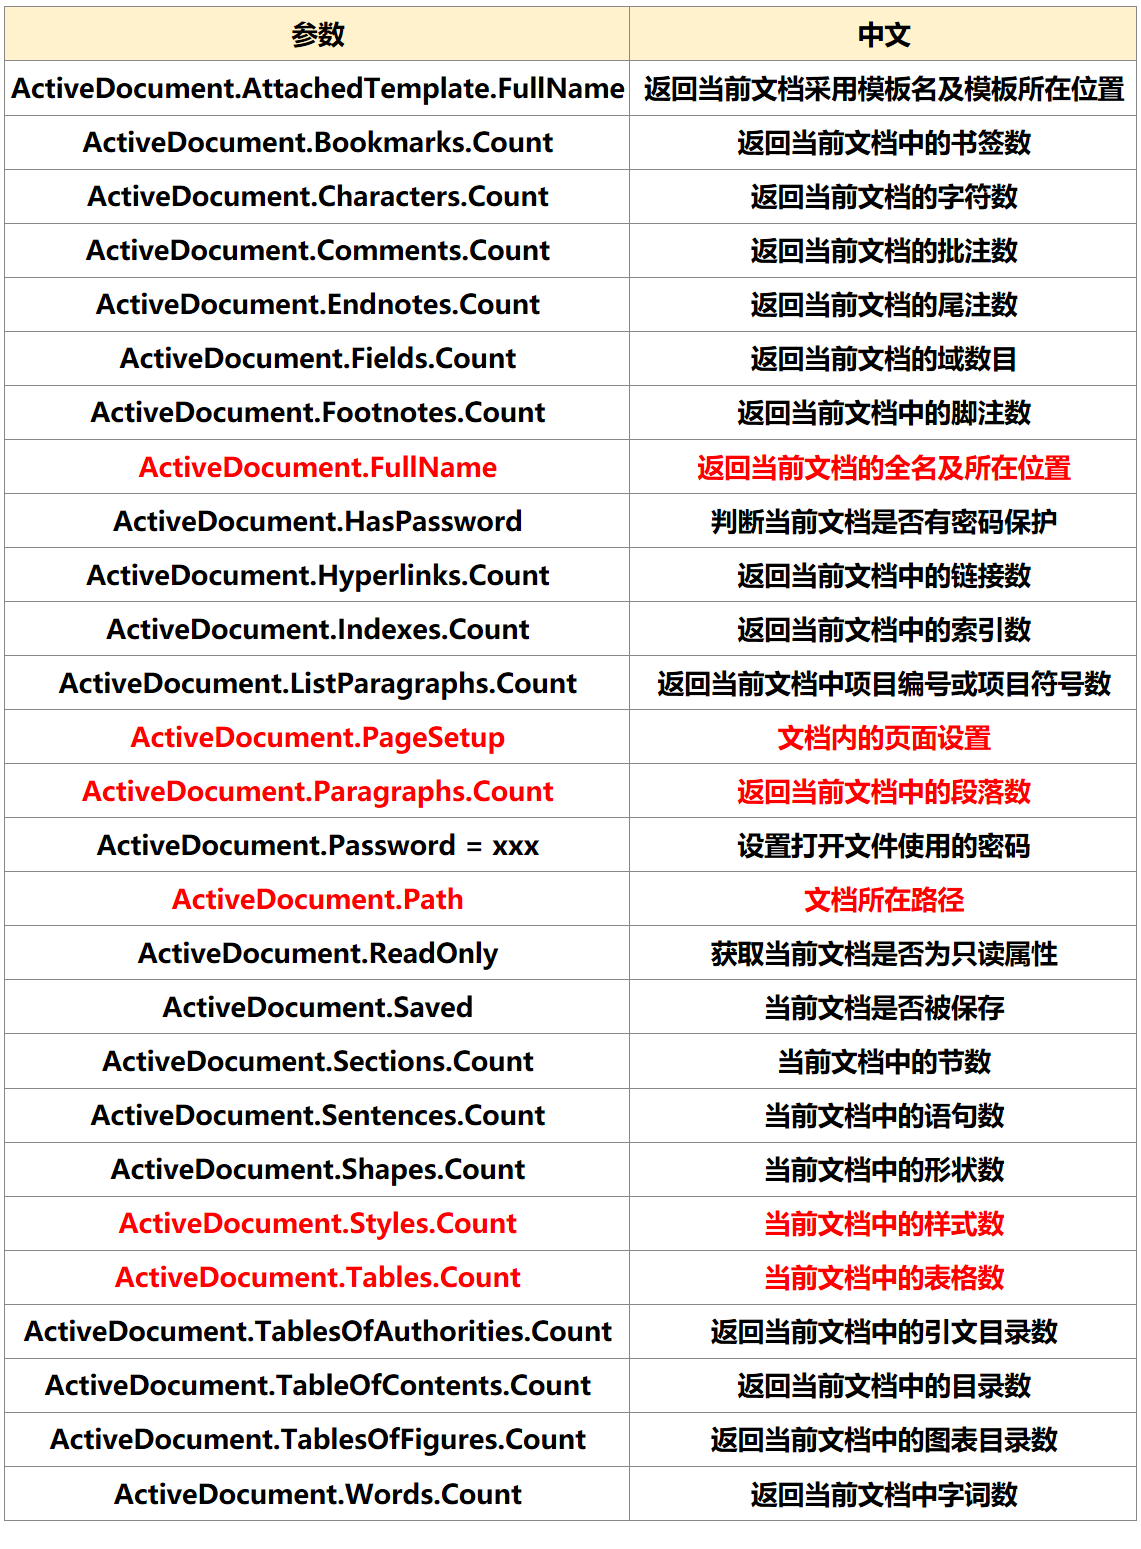 参数 中文
ActiveDocument.AttachedTemplate.FullName 返回当前文档采用模板名及模板所在位置
ActiveDocument.Bookmarks.Count 返回当前文档中的书签数
ActiveDocument.Characters.Count 返回当前文档的字符数
ActiveDocument.Comments.Count 返回当前文档的批注数
ActiveDocument.Endnotes.Count 返回当前文档的尾注数
ActiveDocument.Fields.Count 返回当前文档的域数目
ActiveDocument.Footnotes.Count 返回当前文档中的脚注数
ActiveDocument.FullName 返回当前文档的全名及所在位置
ActiveDocument.HasPassword 判断当前文档是否有密码保护
ActiveDocument.Hyperlinks.Count 返回当前文档中的链接数
ActiveDocument.Indexes.Count 返回当前文档中的索引数
ActiveDocument.ListParagraphs.Count 返回当前文档中项目编号或项目符号数
ActiveDocument.PageSetup 文档内的页面设置
ActiveDocument.Paragraphs.Count 返回当前文档中的段落数
ActiveDocument.Password = xxx 设置打开文件使用的密码
ActiveDocument.Path 文档所在路径
ActiveDocument.ReadOnly 获取当前文档是否为只读属性
ActiveDocument.Saved 当前文档是否被保存
ActiveDocument.Sections.Count 当前文档中的节数
ActiveDocument.Sentences.Count 当前文档中的语句数
ActiveDocument.Shapes.Count 当前文档中的形状数
ActiveDocument.Styles.Count 当前文档中的样式数
ActiveDocument.Tables.Count 当前文档中的表格数
ActiveDocument.TablesOfAuthorities.Count 返回当前文档中的引文目录数
ActiveDocument.TableOfContents.Count 返回当前文档中的目录数
ActiveDocument.TablesOfFigures.Count 返回当前文档中的图表目录数
ActiveDocument.Words.Count 返回当前文档中字词数